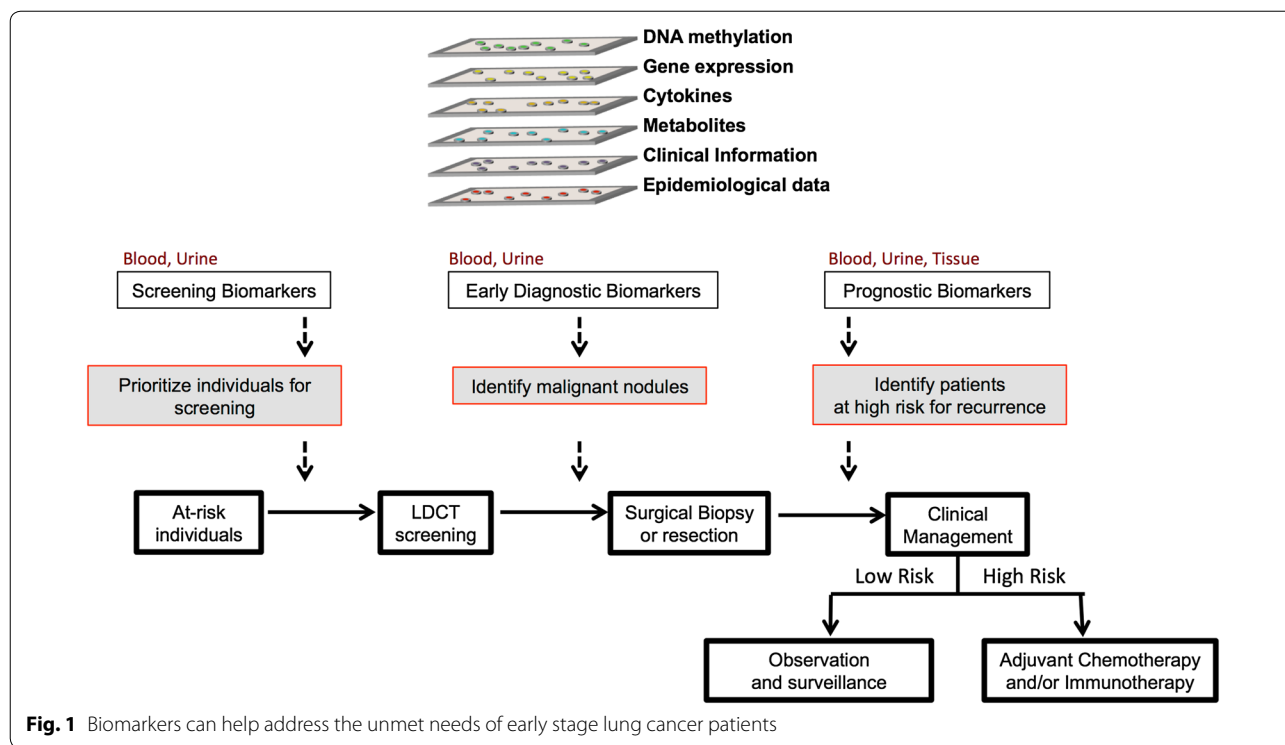 DNA methylation
Gene expression
Cytokines
Metabolites
Clinical Information
Epidemiological data
Blood, Urine
Screening Biomarkers
Prioritize individuals for
screening
Blood, Urine
Early Diagnostic Biomarkers
Identify malignant nodules
Blood, Urine, Tissue
Prognostic Biomarkers
Identify patients
at high risk for recurrence
At-risk
individuals
LDCT
screening
Surgical Biopsy
or resection
Clinical
Management
Low Risk
High Risk
Observation
and surveillance
Adjuvant Chemotherapy
and/or Immunotherapy
Fig. 1 Biomarkers can help address the unmet needs of early stage lung cancer patients